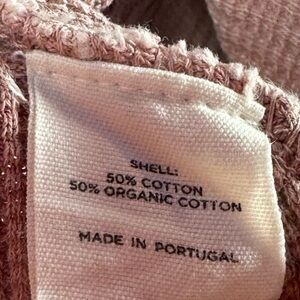 SHELL:
50% COTTON
50% ORGANIC COTTON
MADE IN PORTUGAL